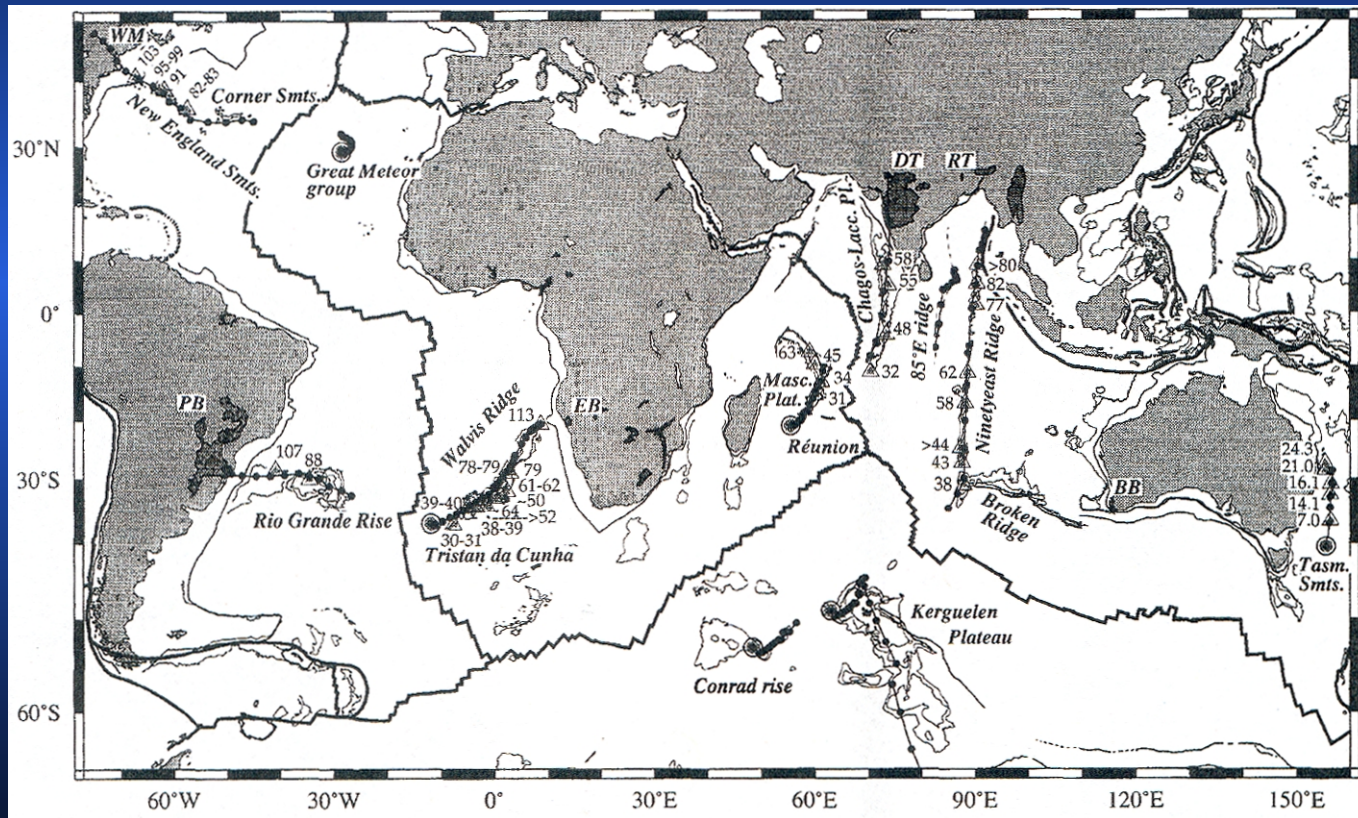 WM
103
95-99
91
82-83
Corner Smts.
New England Smts.
Great Meteor
group
30°N
0°
30°S
60°S
PB
107
88
Rio Grande Rise
Walvis Ridge
113
EB
78-79
79
61-62
~50
39-40
64
>52
38-39
30-31
Tristan da Cunha
DT
RT
Chagos-Lacc. Pl.
58
55
48
32
85°E ridge
Ninetyeast Ridge
>80
82
77
62
58
>44
43
38
63
45
34
31
Masc.
Plat.
Réunion
Broken
Ridge
BB
24.3
21.0
16.1
14.1
7.0
Tasm.
Smts.
Kerguelen
Plateau
Conrad rise
60°W
30°W
0°
30°E
60°E
90°E
120°E
150°E